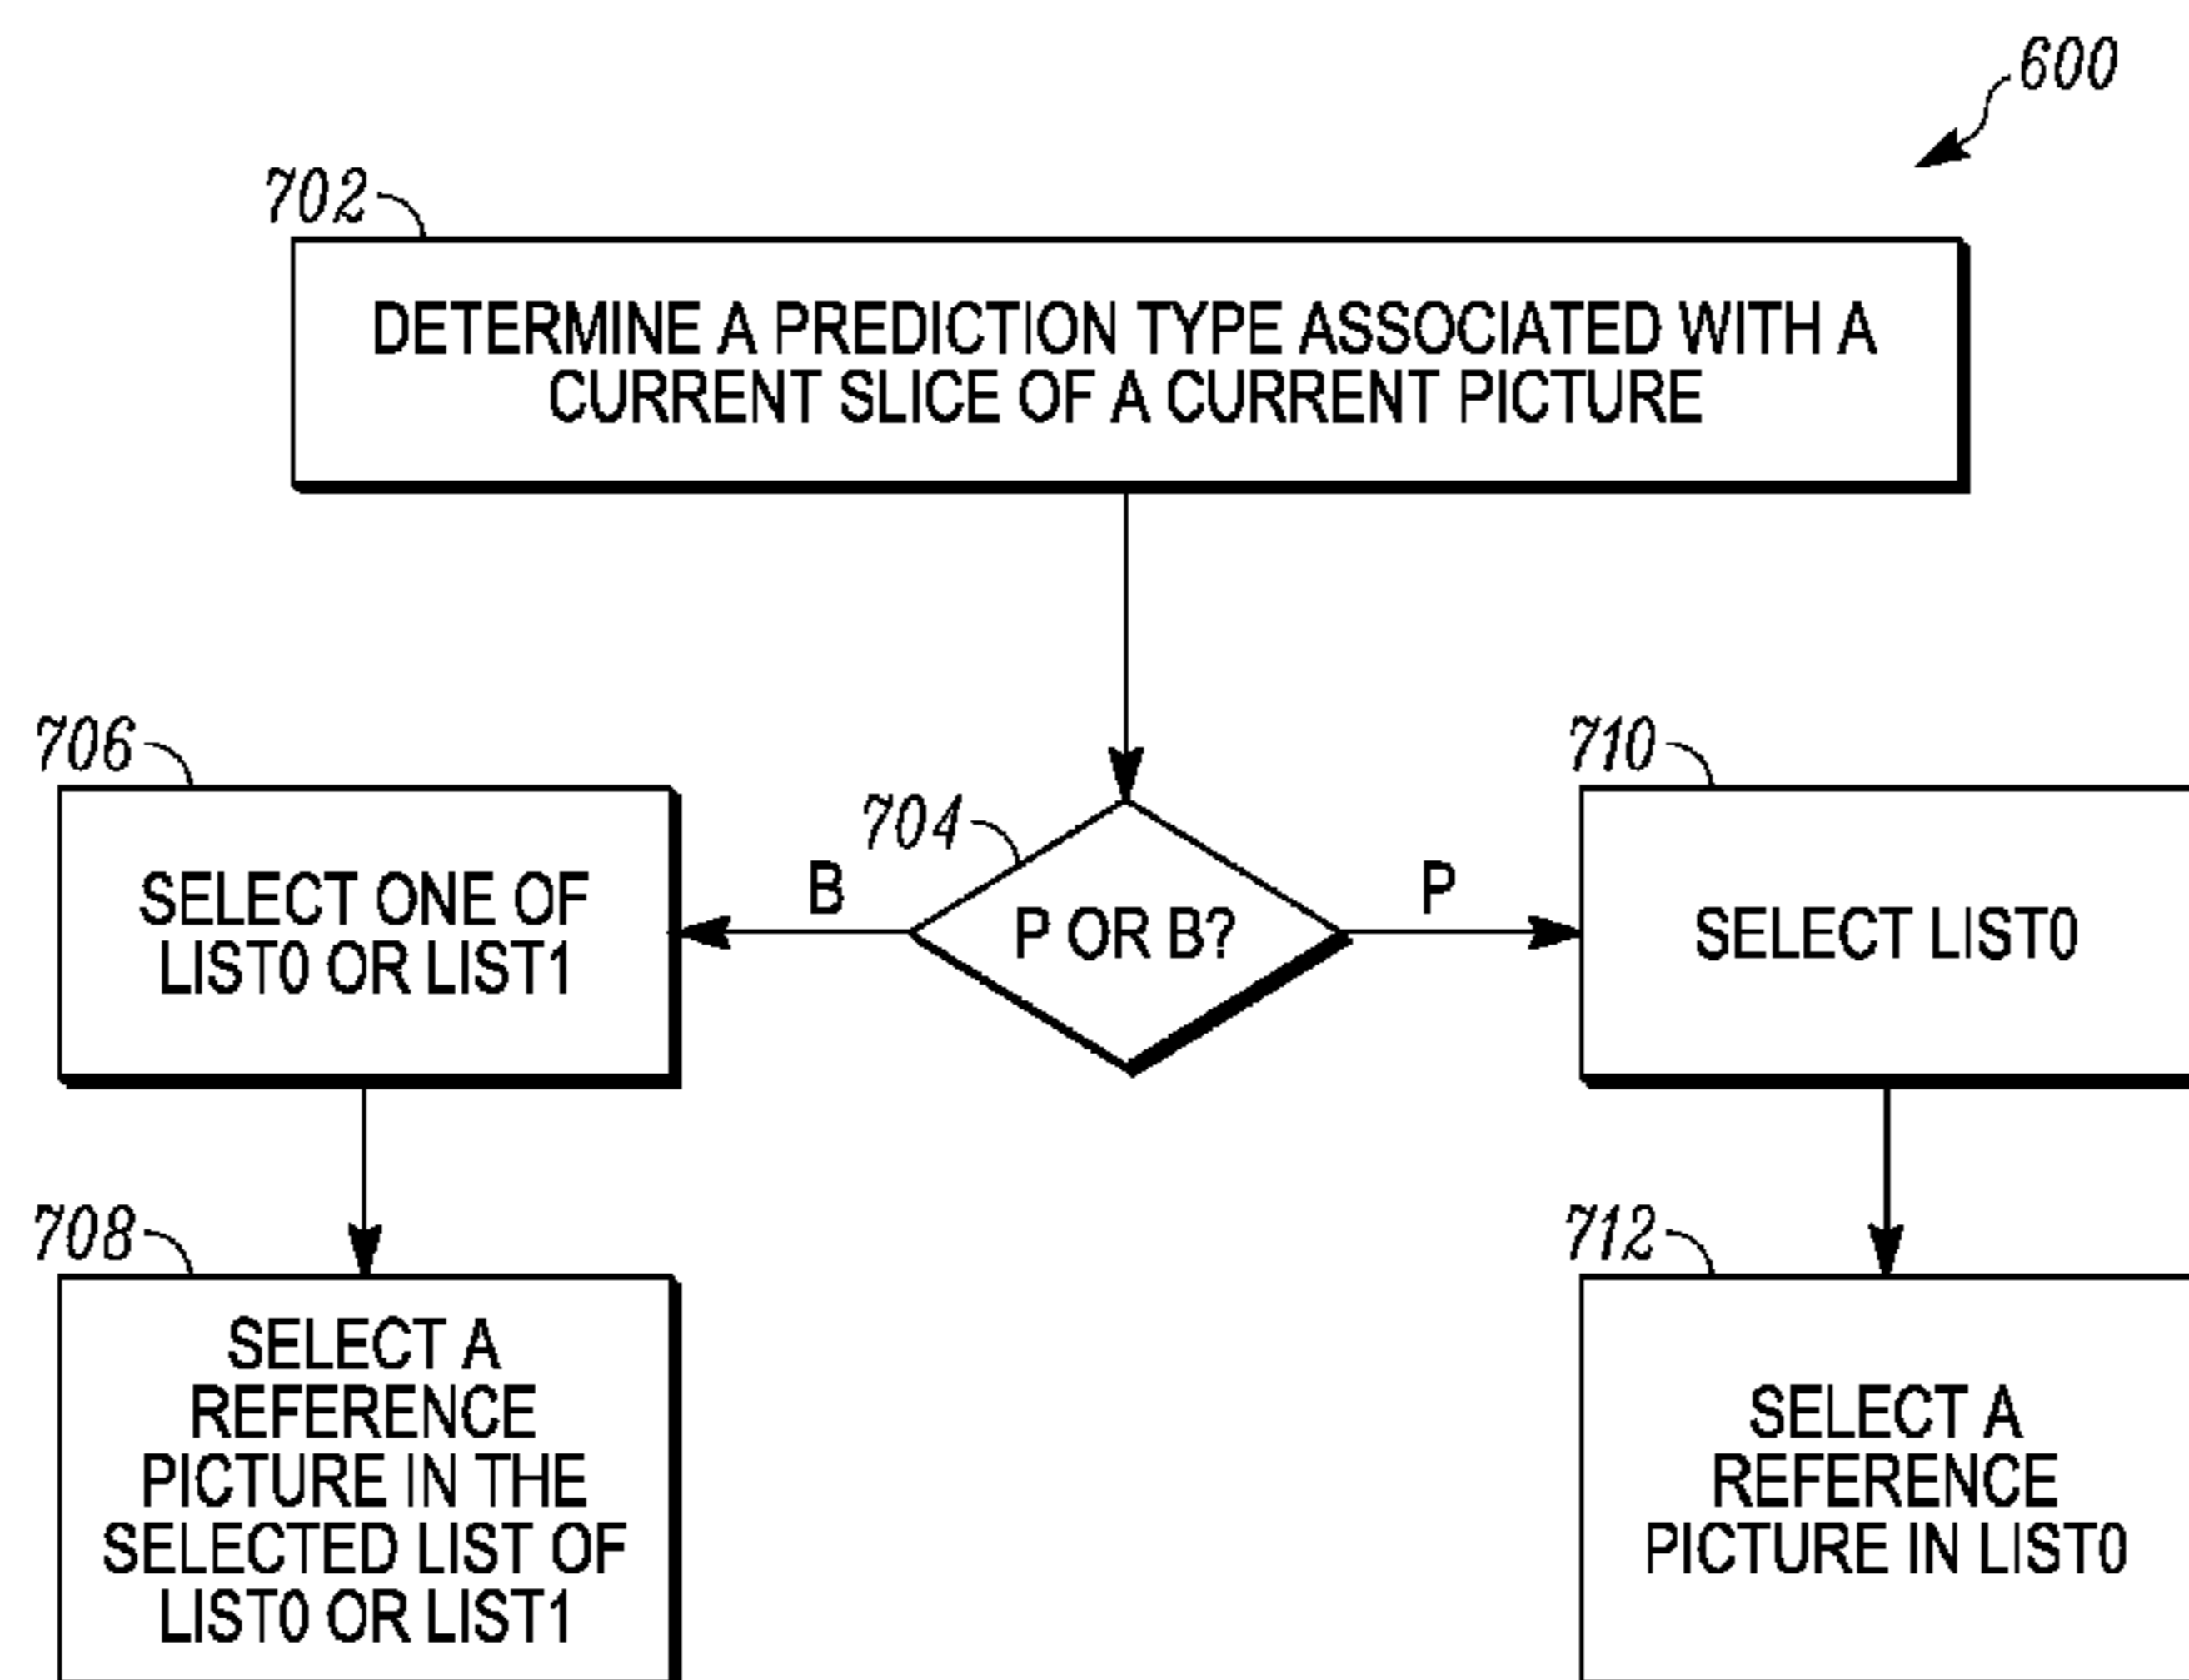 600
702
DETERMINE A PREDICTION TYPE ASSOCIATED WITH A
CURRENT SLICE OF A CURRENT PICTURE
706
SELECT ONE OF
LIST0 OR LIST1
B
704
P OR B?
P
710
SELECT LIST0
708
SELECT A
REFERENCE
PICTURE IN THE
SELECTED LIST OF
LIST0 OR LIST1
712
SELECT A
REFERENCE
PICTURE IN LIST0